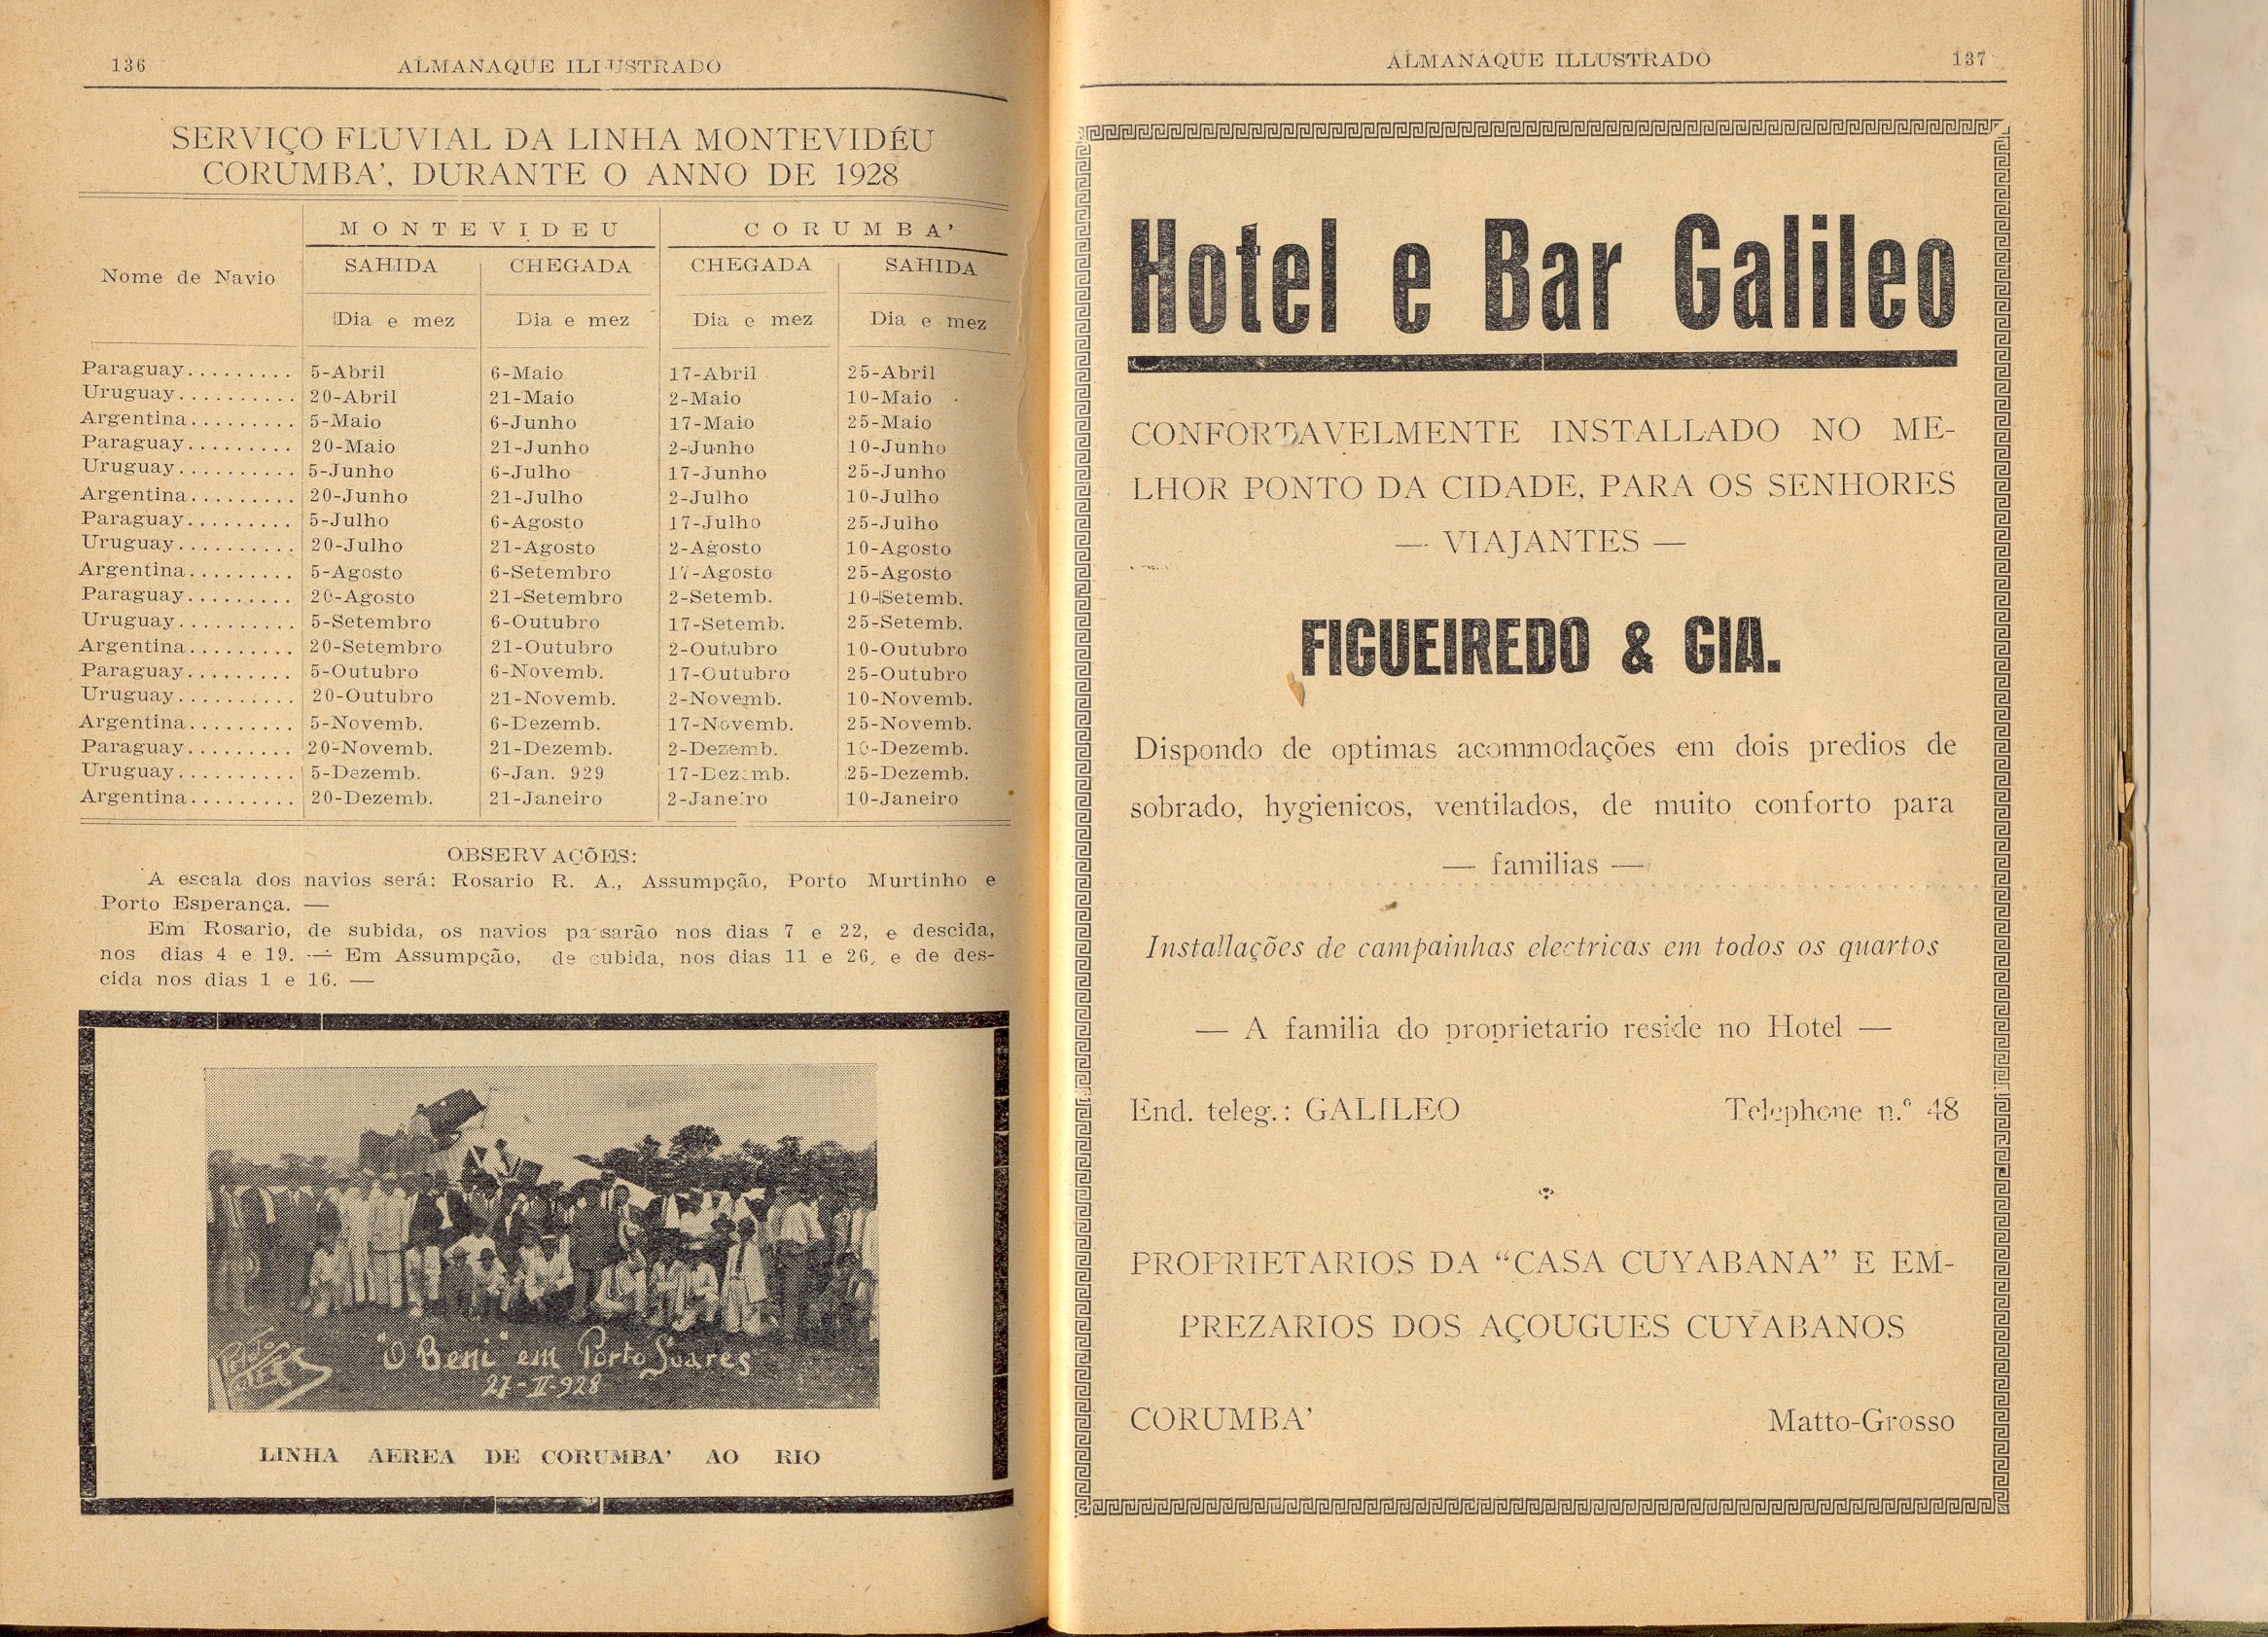 136 ALMANAQUE ILLUSTRADO
SERVIÇO FLUVIAL DA LINHA MONTEVIDÉU
CORUMBA’, DURANTE O ANNO DE 1928
Nome de Navio MONTEVIDEU CORUMBA’
SAHIDA CHEGADA CHEGADA SAHIDA
Dia e mez Dia e mez Dia e mez Dia e mez
Paraguay......... 5-Abril 6-Maio 17-Abril 25-Abril
Uruguay.......... 20-Abril 21-Maio 2-Maio 10-Maio
Argentina......... 5-Maio 6-Junho 17-Maio 25-Maio
Paraguay......... 20-Maio 21-Junho 2-Junho 10-Junho
Uruguay.......... 5-Junho 6-Julho 17-Junho 25-Junho
Argentina......... 20-Junho 21-Julho 2-Julho 10-Julho
Paraguay......... 5-Julho 6-Agosto 17-Julho 25-Julho
Uruguay.......... 20-Julho 21-Agosto 2-Agosto 10-Agosto
Argentina......... 5-Agosto 6-Setembro 17-Agosto 25-Agosto
Paraguay......... 20-Agosto 21-Setembro 2-Setemb. 10-Setemb.
Uruguay.......... 5-Setembro 6-Outubro 17-Setemb. 25-Setemb.
Argentina......... 20-Setembro 21-Outubro 2-Outubro 10-Outubro
Paraguay......... 5-Outubro 6-Novemb. 17-Outubro 25-Outubro
Uruguay.......... 20-Outubro 21-Novemb. 2-Novemb. 10-Novemb.
Argentina......... 5-Novemb. 6-Dezemb. 17-Novemb. 25-Novemb.
Paraguay......... 20-Novemb. 21-Dezemb. 2-Dezemb. 10-Dezemb.
Uruguay.......... 5-Dezemb. 6-Jan. 929 17-Dezemb. 25-Dezemb.
Argentina......... 20-Dezemb. 21-Janeiro 2-Janeiro 10-Janeiro
OBSERVAÇÕES:
A escala dos navios será: Rosario R. A., Assumpção, Porto Murtinho e
Porto Esperança. —
Em Rosario, de subida, os navios passarão nos dias 7 e 22, e descida,
nos dias 4 e 19. — Em Assumpção, de subida, nos dias 11 e 26, e de des-
cida nos dias 1 e 16. —
"O Beni" em Porto Suares
27-II-928
LINHA AEREA DE CORUMBA’ AO RIO
ALMANAQUE ILLUSTRADO 137
Hotel e Bar Galileo
CONFORTAVELMENTE INSTALLADO NO ME-
LHOR PONTO DA CIDADE, PARA OS SENHORES
— VIAJANTES —
FIGUEIREDO & CIA.
Dispondo de optimas acommodações em dois predios de
sobrado, hygienicos, ventilados, de muito conforto para
— familias —
Installações de campainhas electricas em todos os quartos
— A familia do proprietario reside no Hotel —
End. teleg.: GALILEO Telephone n.º 48
PROPRIETARIOS DA “CASA CUYABANA” E EM-
PREZARIOS DOS AÇOUGUES CUYABANOS
CORUMBA’ Matto-Grosso